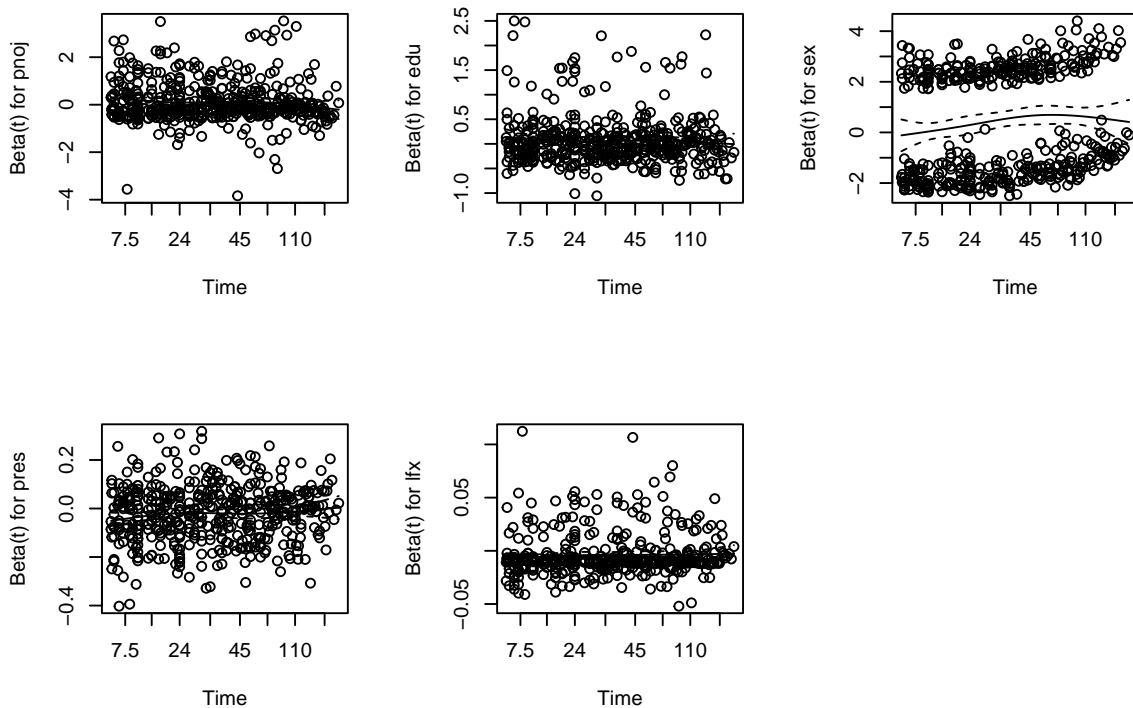 Beta(t) for pnoj
2
0
−2
−4
7.5 24 45 110
Time
Beta(t) for edu
2.5
1.5
0.5
−1.0
7.5 24 45 110
Time
Beta(t) for sex
4
2
0
−2
7.5 24 45 110
Time
Beta(t) for pres
0.2
0.0
−0.4
7.5 24 45 110
Time
Beta(t) for lfx
0.05
−0.05
7.5 24 45 110
Time